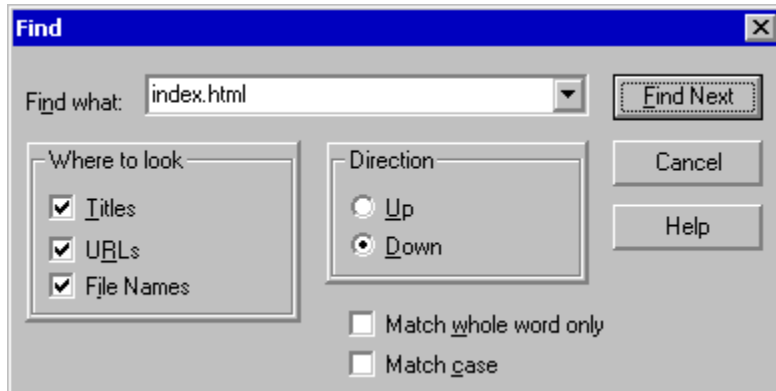 Find
Find what: index.html Find Next
Where to look
Titles
URLs
File Names
Direction
Up
Down
Cancel
Help
Match whole word only
Match case